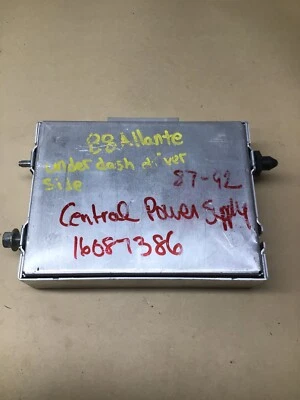 88 Allante
under dash driver
side
87-92
Central Power Supply
16087386